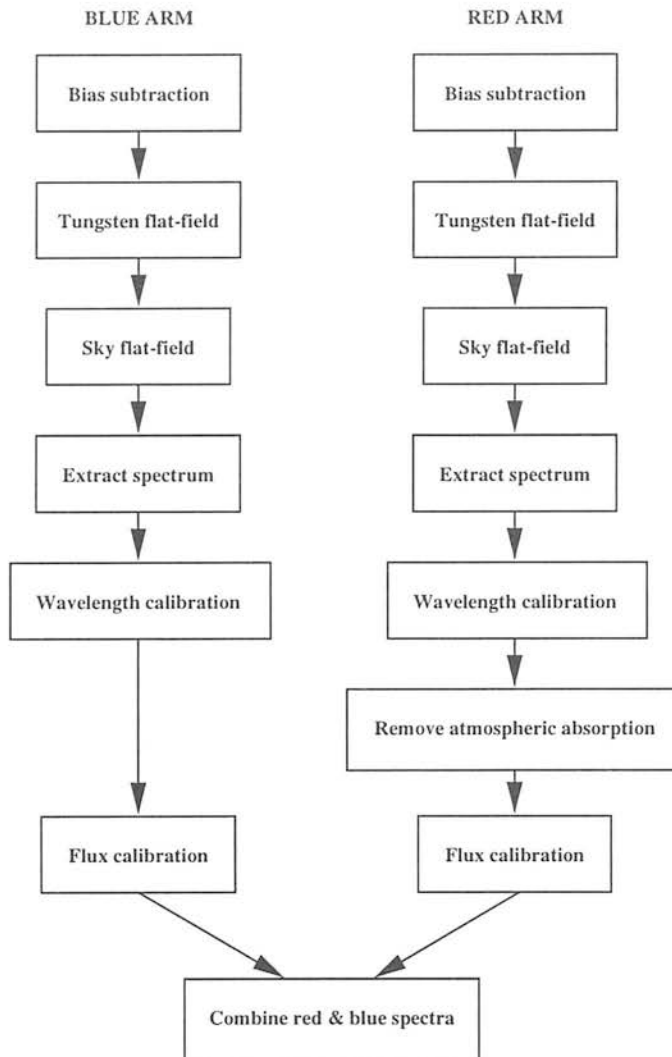 BLUE ARM
Bias subtraction
Tungsten flat-field
Sky flat-field
Extract spectrum
Wavelength calibration
Flux calibration
RED ARM
Bias subtraction
Tungsten flat-field
Sky flat-field
Extract spectrum
Wavelength calibration
Remove atmospheric absorption
Flux calibration
Combine red & blue spectra